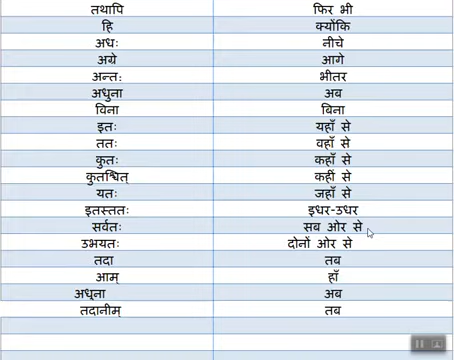 तथापि फिर भी
हि क्योंकि
अधः नीचे
अग्रे आगे
अन्त: भीतर
अधुना अब
विना बिना
इतः यहाँ से
ततः वहाँ से
कुतः कहाँ से
कुतश्चित् कहीं से
यतः जहाँ से
इतस्ततः इधर-उधर
सर्वतः सब ओर से
उभयतः दोनों ओर से
तदा तब
आम् हाँ
अधुना अब
तदानीम् तब